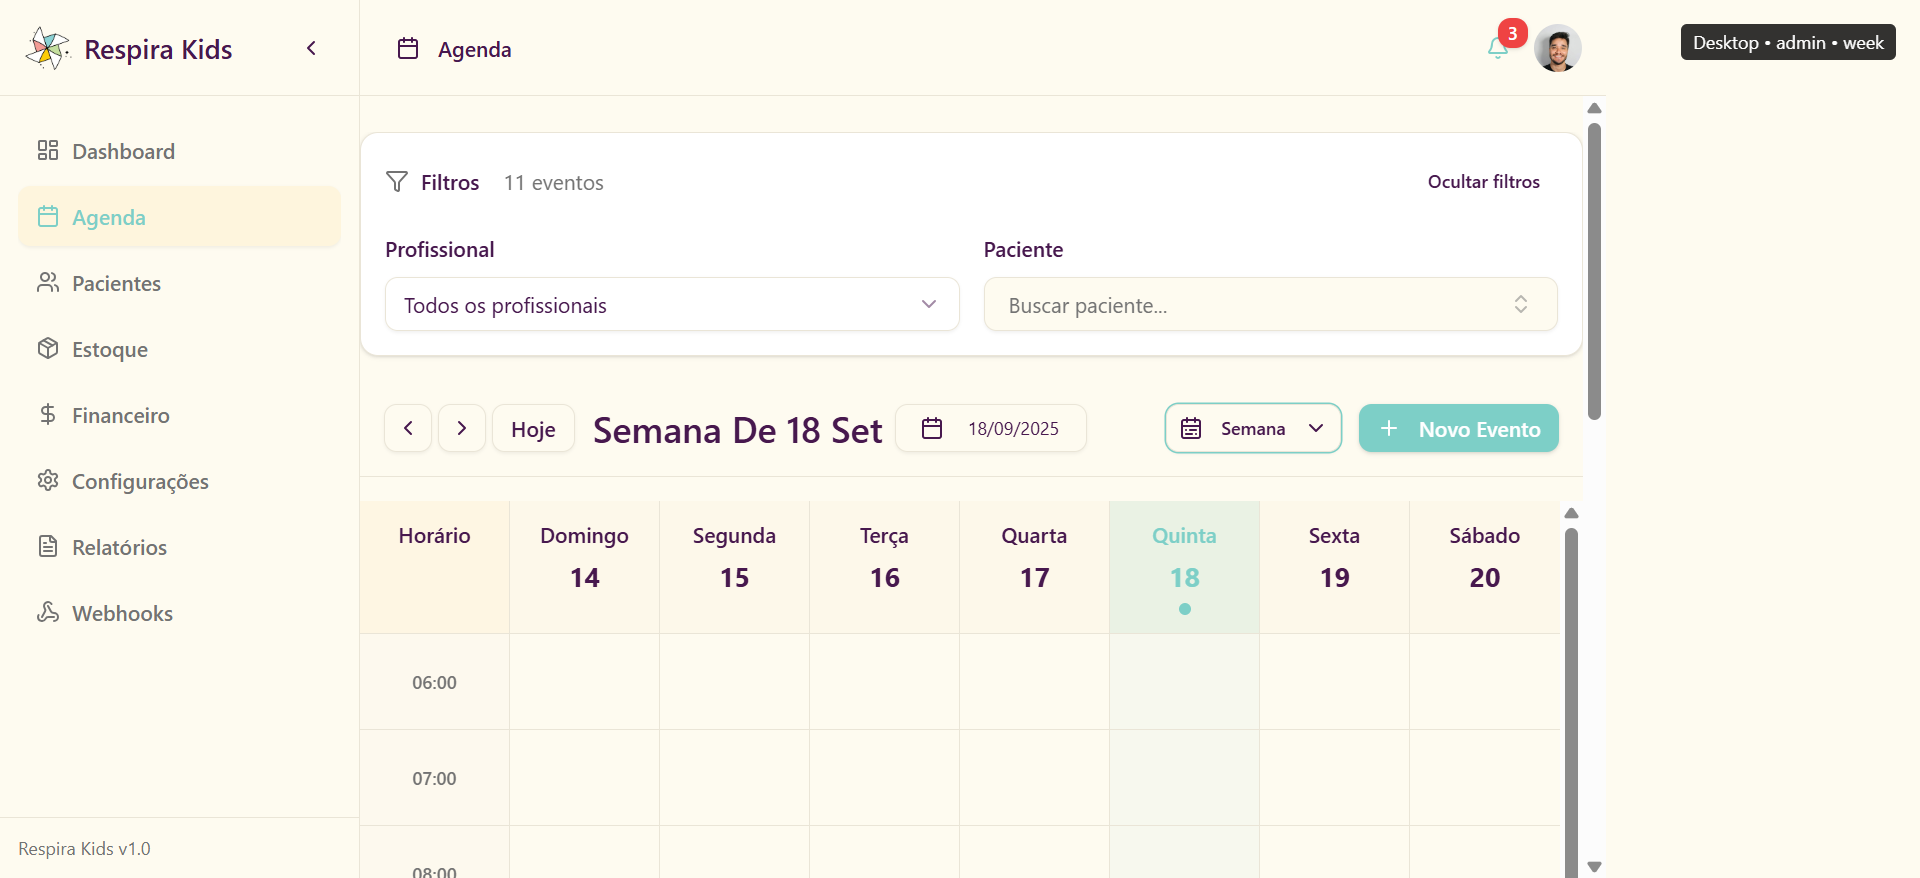 Respira Kids
Agenda
3
Desktop • admin • week
Dashboard
Agenda
Pacientes
Estoque
Financeiro
Configurações
Relatórios
Webhooks
Respira Kids v1.0
Filtros 11 eventos
Ocultar filtros
Profissional
Paciente
Todos os profissionais
Buscar paciente...
Hoje
Semana De 18 Set
18/09/2025
Semana
Novo Evento
Horário Domingo Segunda Terça Quarta Quinta Sexta Sábado
14 15 16 17 18 19 20
06:00
07:00
08:00